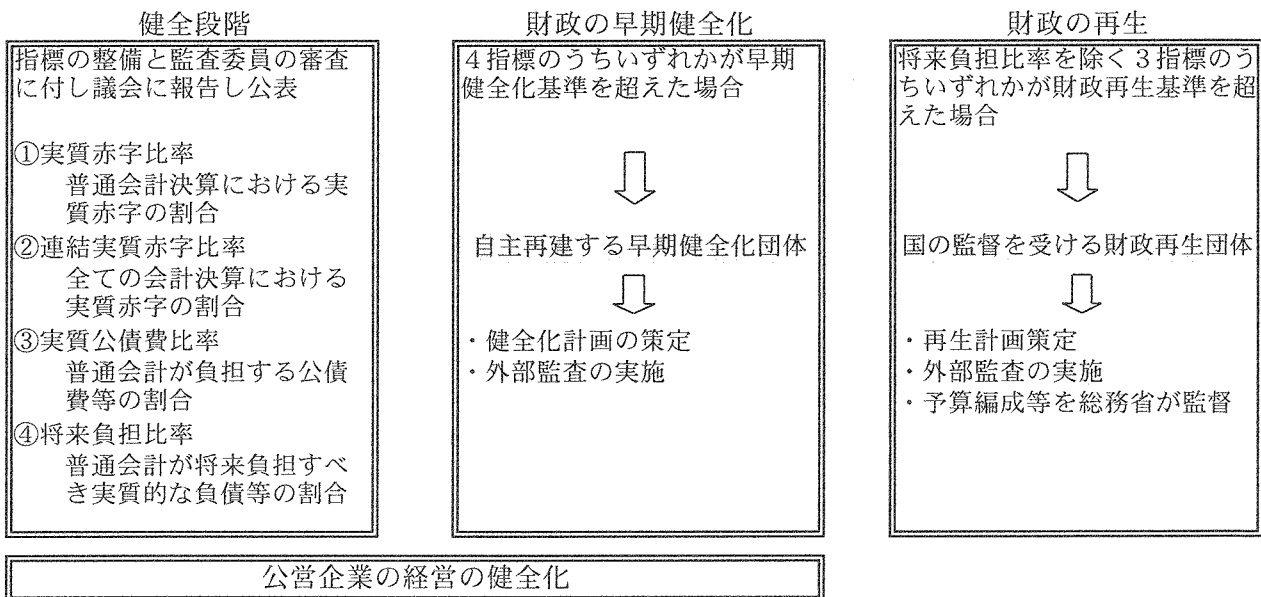 健全段階
指標の整備と監査委員の審査
に付し議会に報告し公表
①実質赤字比率
普通会計決算における実
質赤字の割合
②連結実質赤字比率
全ての会計決算における
実質赤字の割合
③実質公債費比率
普通会計が負担する公債
費等の割合
④将来負担比率
普通会計が将来負担すべ
き実質的な負債等の割合
財政の早期健全化
4指標のうちいずれかが早期
健全化基準を超えた場合
自主再建する早期健全化団体
・健全化計画の策定
・外部監査の実施
財政の再生
将来負担比率を除く3指標のう
ちいずれかが財政再生基準を超
えた場合
国の監督を受ける財政再生団体
・再生計画策定
・外部監査の実施
・予算編成等を総務省が監督
公営企業の経営の健全化